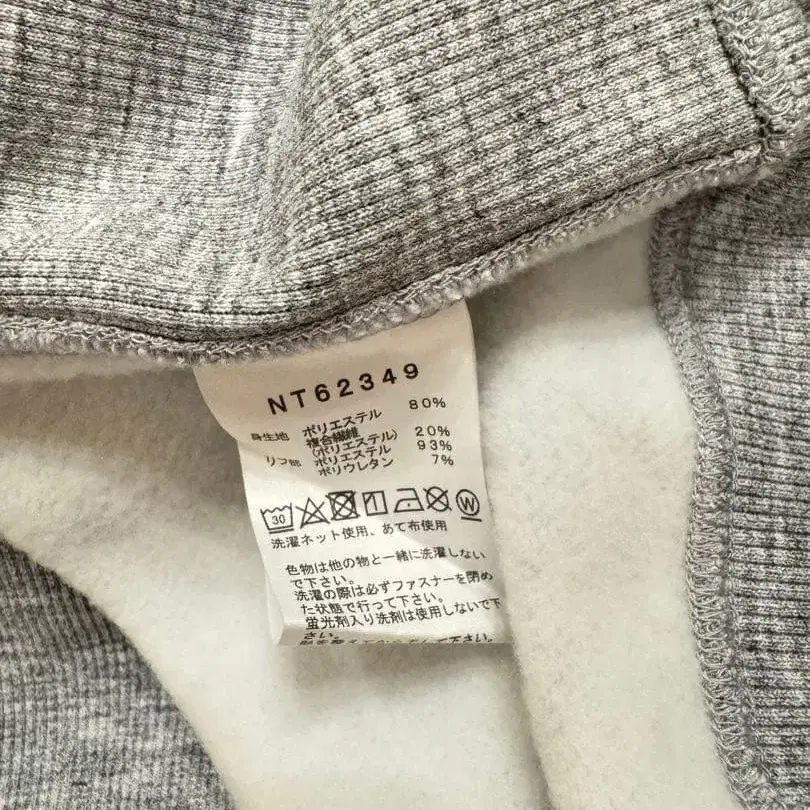 NT62349
身生地 ポリエステル 80%
複合繊維
(ポリエステル) 20%
リブ部 ポリエステル 93%
ポリウレタン 7%
30 W
洗濯ネット使用、あて布使用
色物は他の物と一緒に洗濯しない
で下さい。
洗濯の際は必ずファスナーを閉め
た状態で行って下さい。
蛍光剤入り洗剤は使用しないで下
さい。
形を整えて